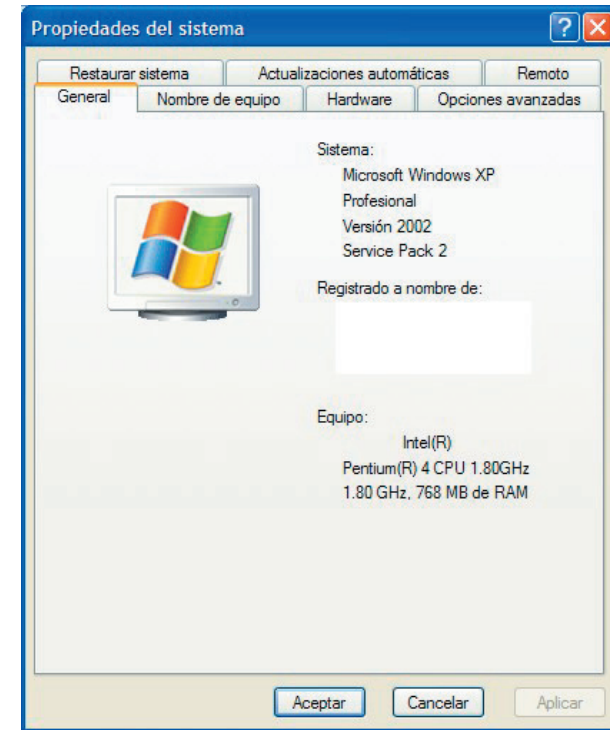 Propiedades del sistema
Restaurar sistema
Actualizaciones automáticas
Remoto
General
Nombre de equipo
Hardware
Opciones avanzadas
Sistema:
Microsoft Windows XP
Profesional
Versión 2002
Service Pack 2
Registrado a nombre de:
Equipo:
Intel(R)
Pentium(R) 4 CPU 1.80GHz
1.80 GHz, 768 MB de RAM
Aceptar
Cancelar
Aplicar